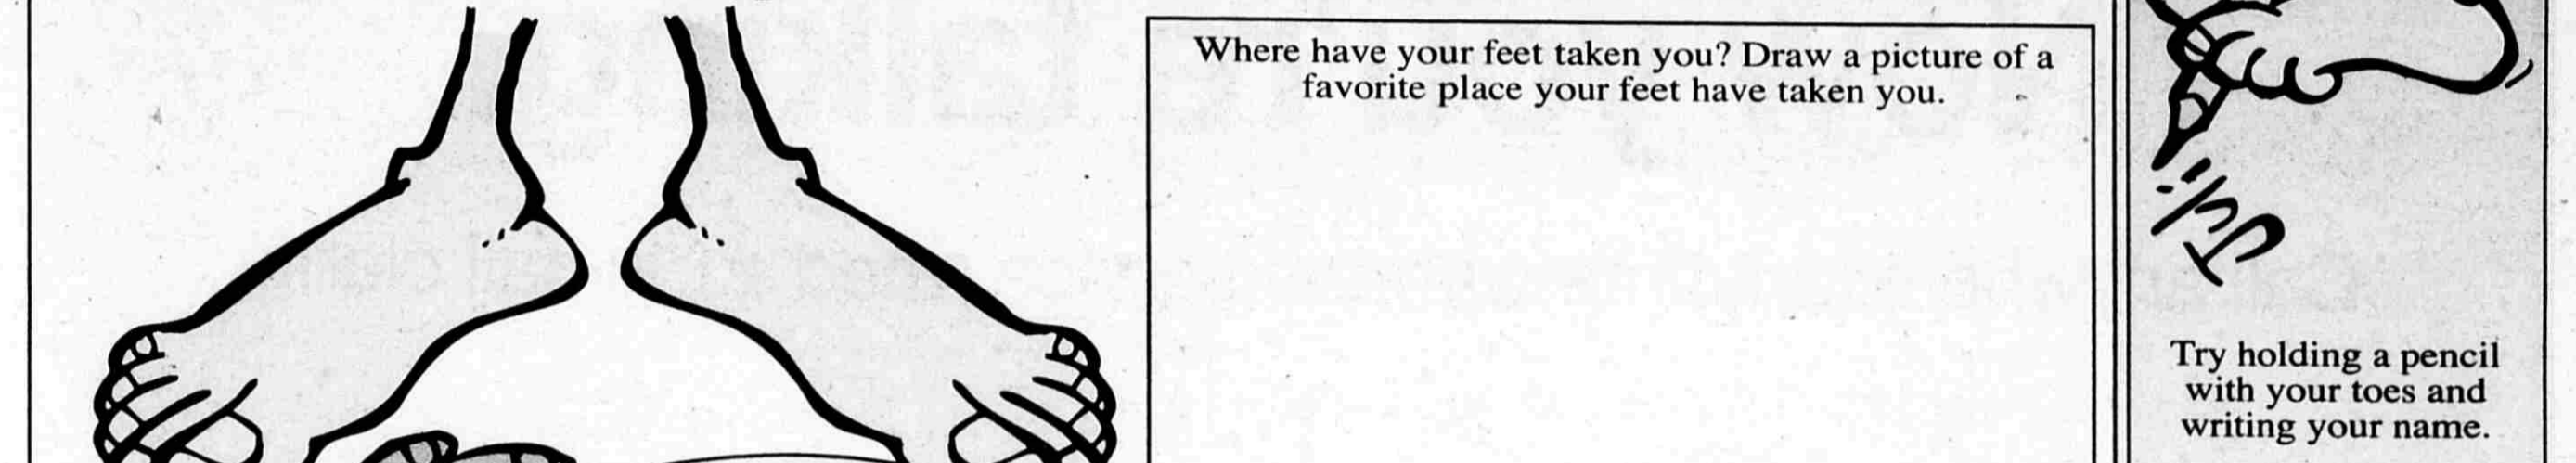 Where have your feet taken you? Draw a picture of a
favorite place your feet have taken you.
Try holding a pencil
with your toes and
writing your name.